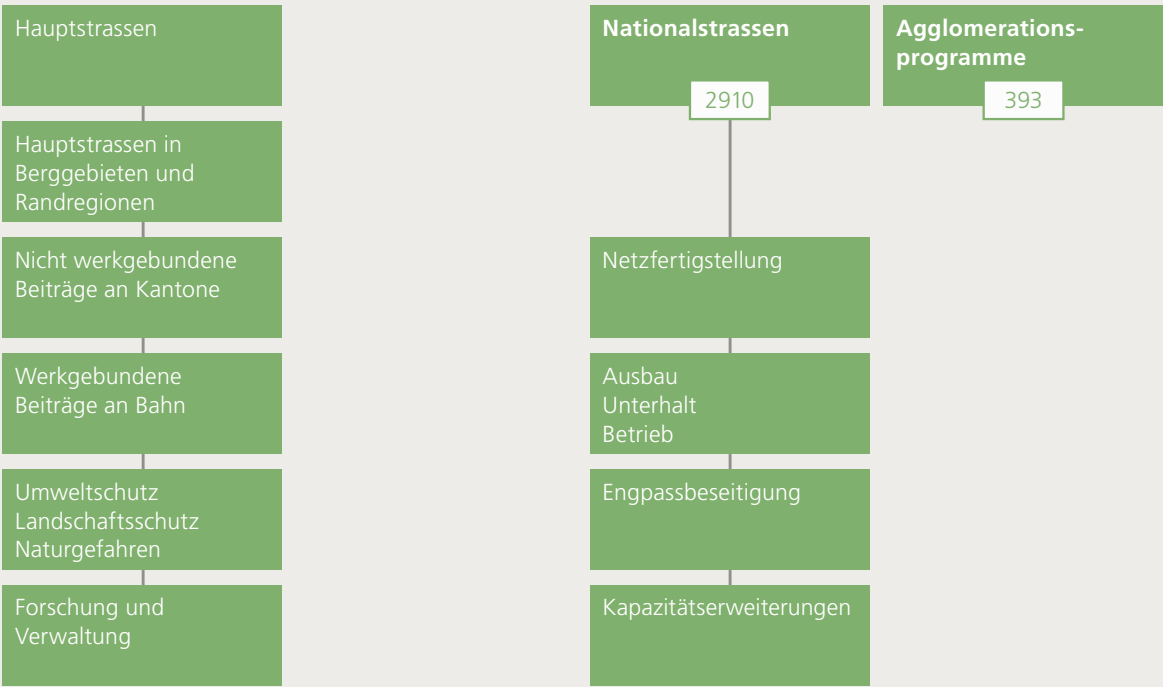 Hauptstrassen
Hauptstrassen in
Berggebieten und
Randregionen
Nicht werkgebundene
Beiträge an Kantone
Werkgebundene
Beiträge an Bahn
Umweltschutz
Landschaftsschutz
Naturgefahren
Forschung und
Verwaltung
Nationalstrassen
2910
Netzfertigstellung
Ausbau
Unterhalt
Betrieb
Engpassbeseitigung
Kapazitätserweiterungen
Agglomerations-
programme
393